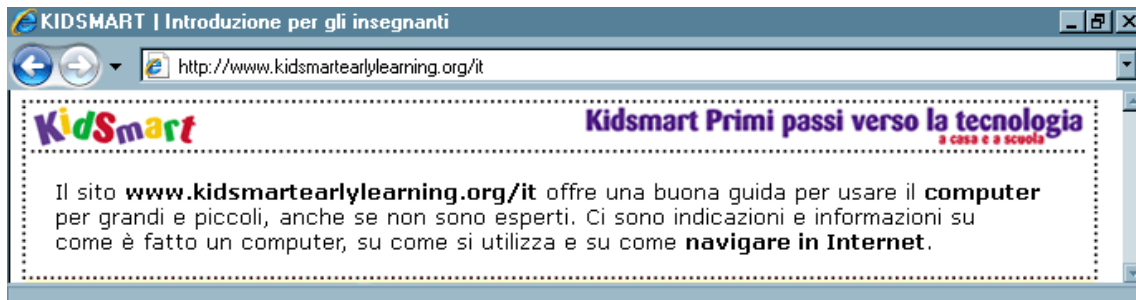 KIDSMART | Introduzione per gli insegnanti
http://www.kidsmartearlylearning.org/it
KidSmart
Kidsmart Primi passi verso la tecnologia
a casa e a scuola
Il sito www.kidsmartearlylearning.org/it offre una buona guida per usare il computer
per grandi e piccoli, anche se non sono esperti. Ci sono indicazioni e informazioni su
come è fatto un computer, su come si utilizza e su come navigare in Internet.